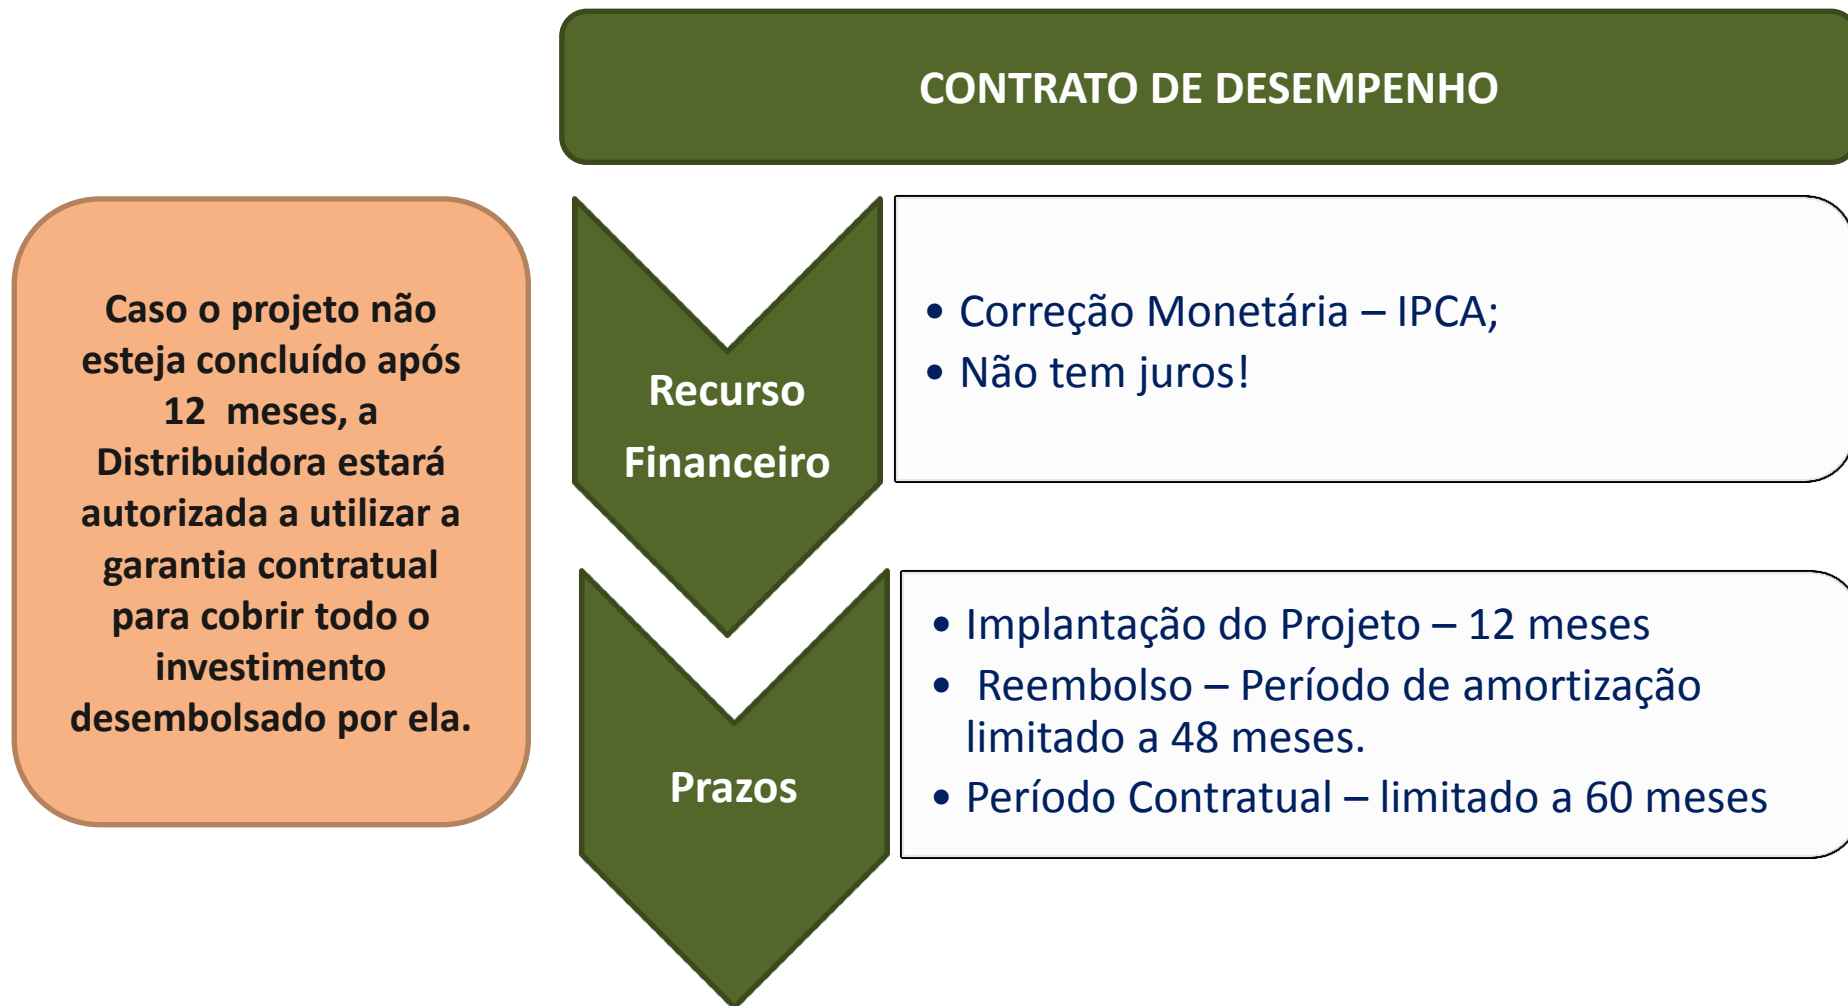 CONTRATO DE DESEMPENHO
Caso o projeto não
esteja concluído após
12  meses, a
Distribuidora estará
autorizada a utilizar a
garantia contratual
para cobrir todo o
investimento
desembolsado por ela.
Recurso
Financeiro
• Correção Monetária – IPCA;
• Não tem juros!
Prazos
• Implantação do Projeto – 12 meses
•  Reembolso – Período de amortização
limitado a 48 meses.
• Período Contratual – limitado a 60 meses